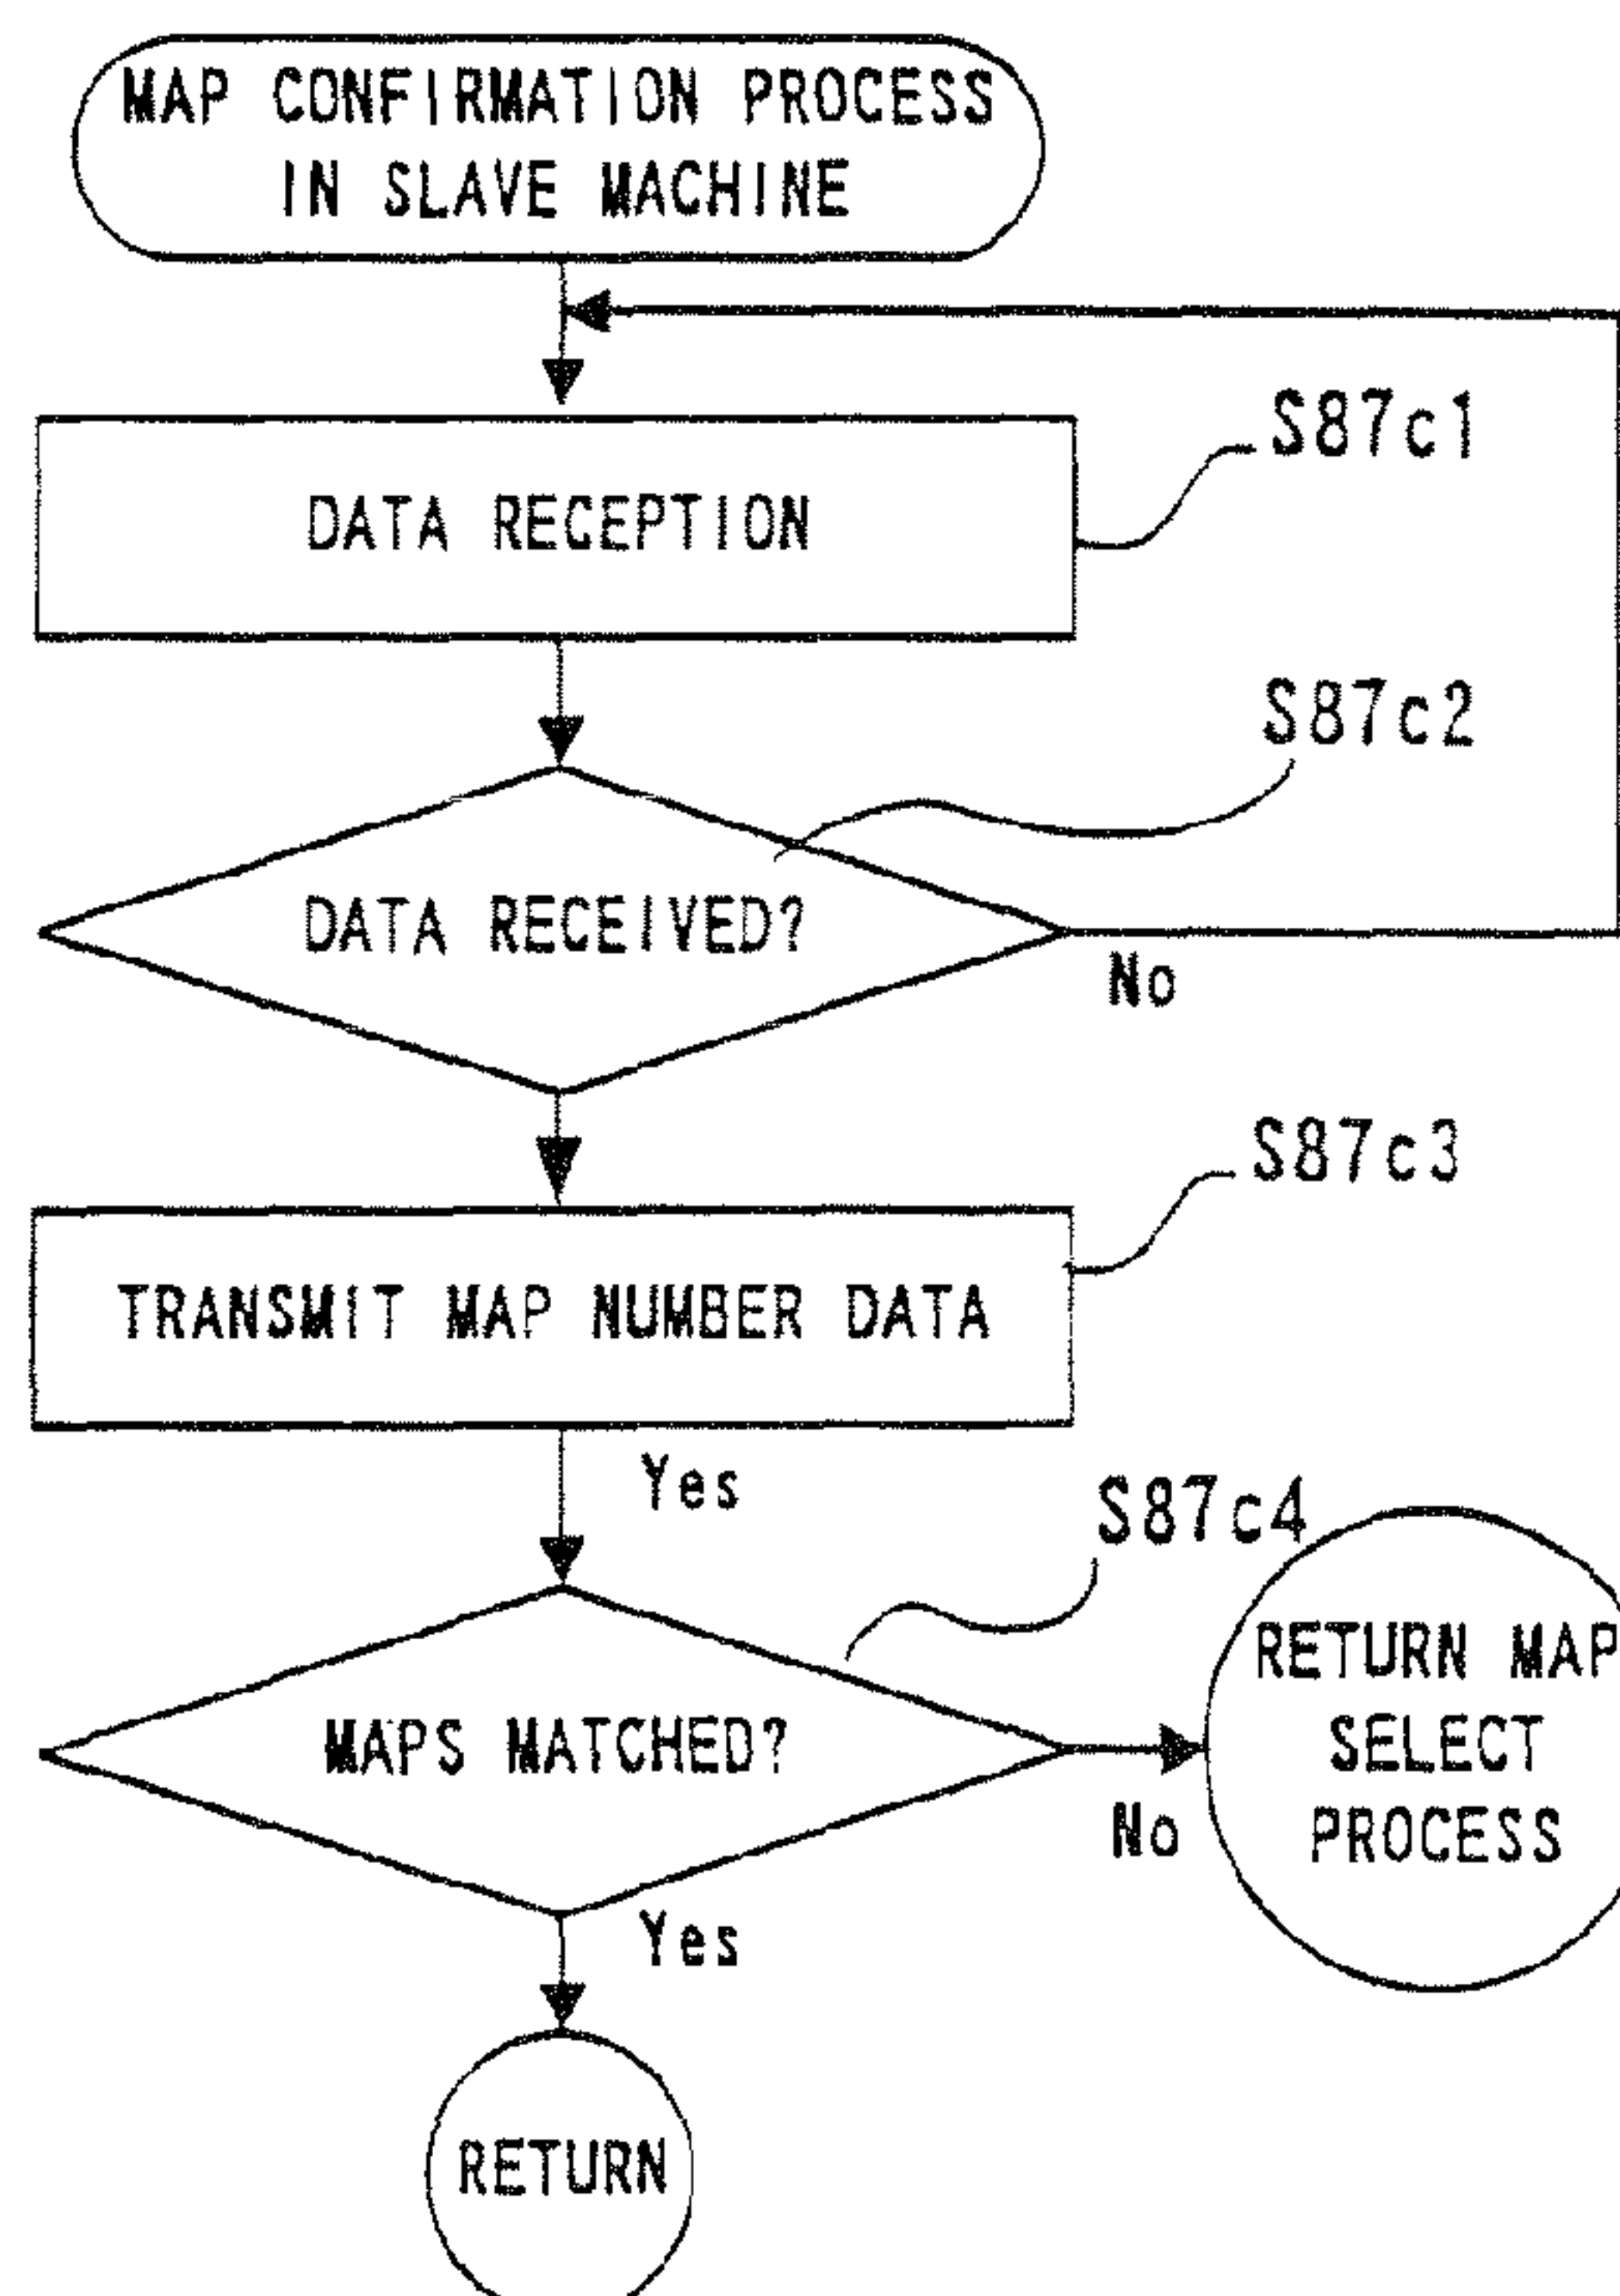 MAP CONFIRMATION PROCESS
IN SLAVE MACHINE
S87c1
DATA RECEPTION
S87c2
DATA RECEIVED?
No
S87c3
TRANSMIT MAP NUMBER DATA
Yes
S87c4
MAPS MATCHED?
No
RETURN MAP
SELECT
PROCESS
Yes
RETURN